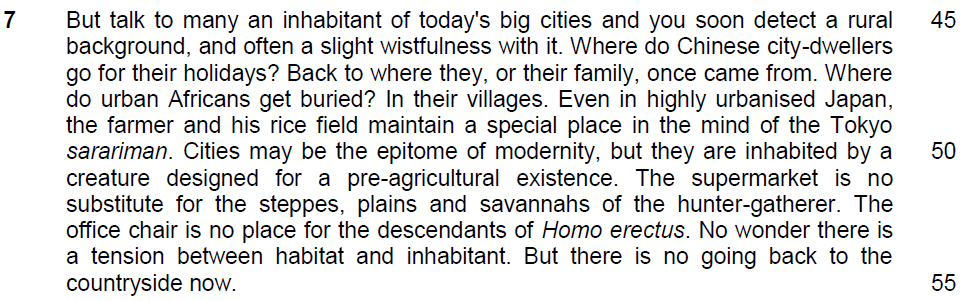 7 But talk to many an inhabitant of today's big cities and you soon detect a rural 45
background, and often a slight wistfulness with it. Where do Chinese city-dwellers
go for their holidays? Back to where they, or their family, once came from. Where
do urban Africans get buried? In their villages. Even in highly urbanised Japan,
the farmer and his rice field maintain a special place in the mind of the Tokyo
sarariman. Cities may be the epitome of modernity, but they are inhabited by a 50
creature designed for a pre-agricultural existence. The supermarket is no
substitute for the steppes, plains and savannahs of the hunter-gatherer. The
office chair is no place for the descendants of Homo erectus. No wonder there is
a tension between habitat and inhabitant. But there is no going back to the
countryside now. 55